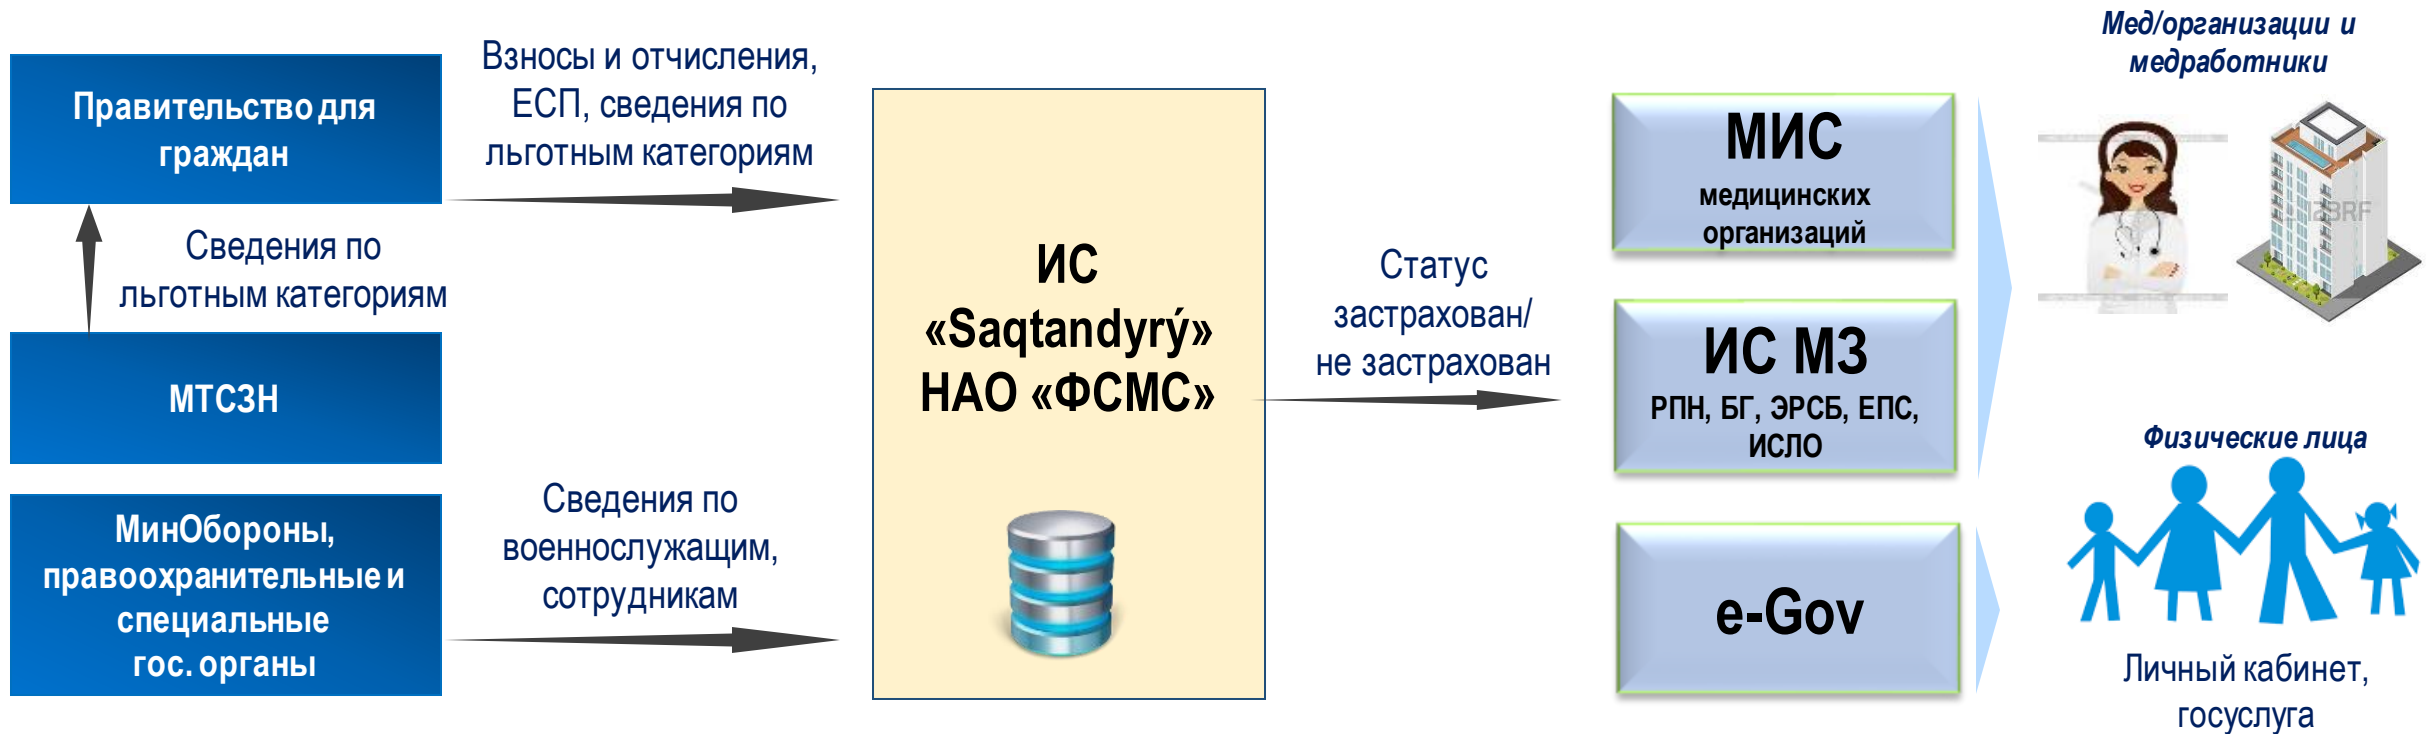 Правительство для
граждан
Взносы и отчисления,
ЕСП, сведения по
льготным категориям
Сведения по
льготным категориям
МТСЗН
МинОбороны,
правоохранительные и
специальные
гос. органы
Сведения по
военнослужащим,
сотрудникам
ИС
«Saqtandyrý»
НАО «ФСМС»
Статус
застрахован/
не застрахован
МИС
медицинских
организаций
ИС МЗ
РПН, БГ, ЭРСБ, ЕПС,
ИСЛО
e-Gov
Мед/организации и
медработники
123RF
Физические лица
Личный кабинет,
госуслуга